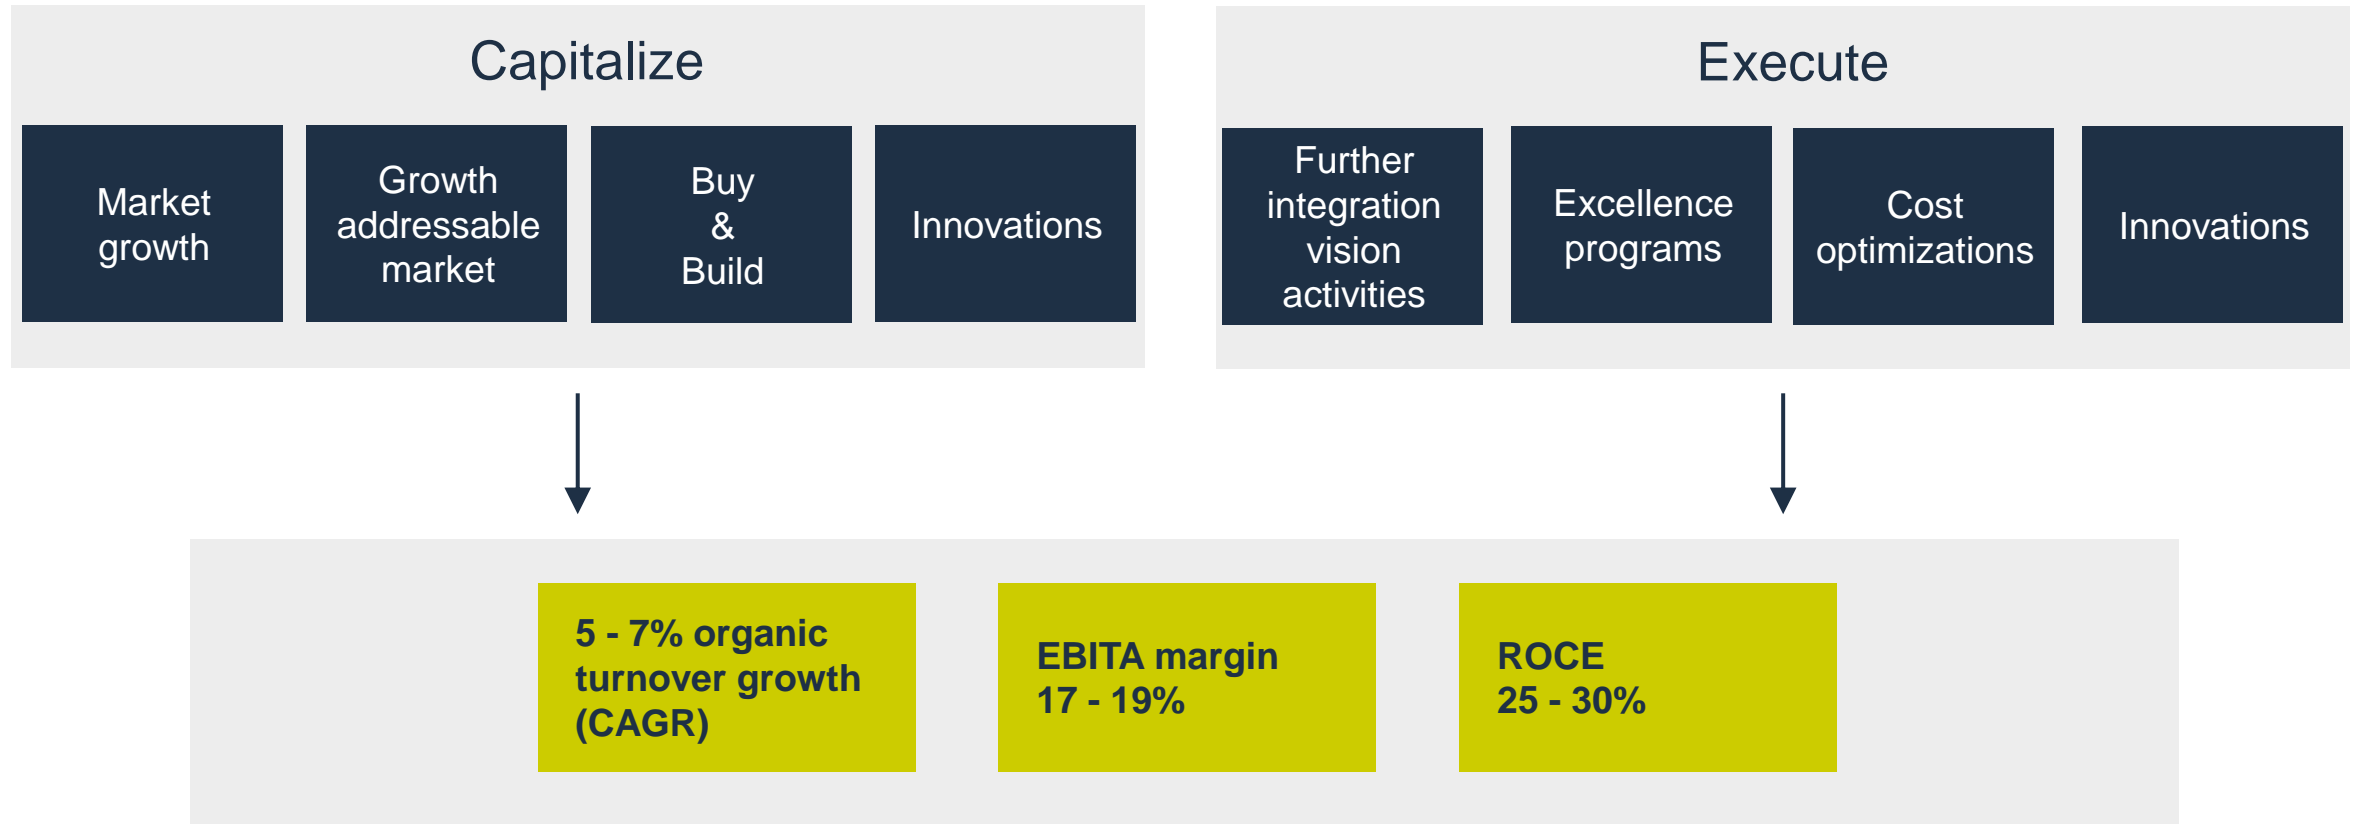 Capitalize
Market
growth
Growth
addressable
market
Buy
&
Build
Innovations
Execute
Further
integration
vision
activities
Excellence
programs
Cost
optimizations
Innovations
5 - 7% organic
turnover growth
(CAGR)
EBITA margin
17 - 19%
ROCE
25 - 30%